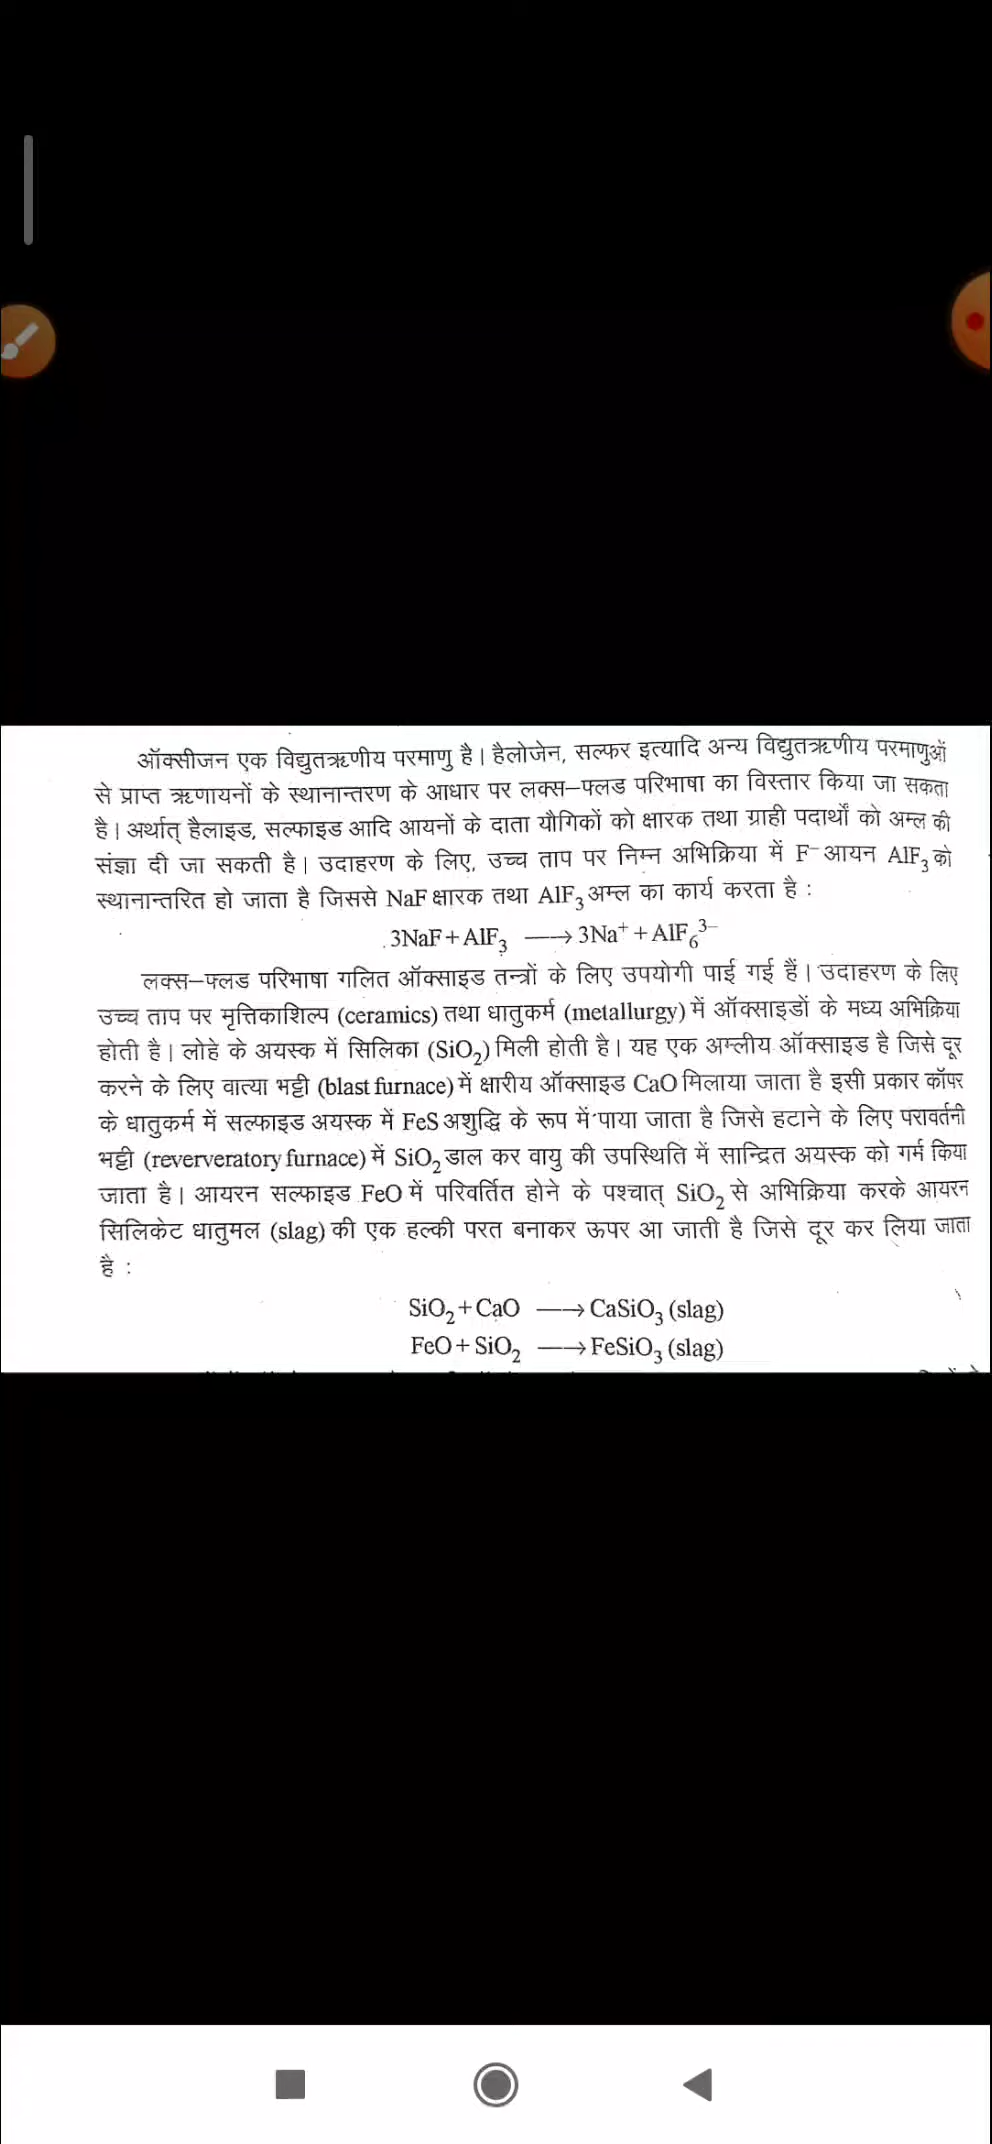 ऑक्सीजन एक विद्युतऋणीय परमाणु है। हैलोजेन, सल्फर इत्यादि अन्य विद्युतऋणीय परमाणुओं
से प्राप्त ऋणायनों के स्थानान्तरण के आधार पर लक्स–फ्लड परिभाषा का विस्तार किया जा सकता
है। अर्थात् हैलाइड, सल्फाइड आदि आयनों के दाता यौगिकों को क्षारक तथा ग्राही पदार्थों को अम्ल की
संज्ञा दी जा सकती है। उदाहरण के लिए, उच्च ताप पर निम्न अभिक्रिया में F⁻ आयन AlF₃ को
स्थानान्तरित हो जाता है जिससे NaF क्षारक तथा AlF₃ अम्ल का कार्य करता है :
3NaF + AlF₃ ⟶ 3Na⁺ + AlF₆³⁻
लक्स–फ्लड परिभाषा गलित ऑक्साइड तन्त्रों के लिए उपयोगी पाई गई हैं। उदाहरण के लिए
उच्च ताप पर मृत्तिकाशिल्प (ceramics) तथा धातुकर्म (metallurgy) में ऑक्साइडों के मध्य अभिक्रिया
होती है। लोहे के अयस्क में सिलिका (SiO₂) मिली होती है। यह एक अम्लीय ऑक्साइड है जिसे दूर
करने के लिए वात्या भट्टी (blast furnace) में क्षारीय ऑक्साइड CaO मिलाया जाता है इसी प्रकार कॉपर
के धातुकर्म में सल्फाइड अयस्क में FeS अशुद्धि के रूप में पाया जाता है जिसे हटाने के लिए परावर्तनी
भट्टी (reververatory furnace) में SiO₂ डाल कर वायु की उपस्थिति में सान्द्रित अयस्क को गर्म किया
जाता है। आयरन सल्फाइड FeO में परिवर्तित होने के पश्चात् SiO₂ से अभिक्रिया करके आयरन
सिलिकेट धातुमल (slag) की एक हल्की परत बनाकर ऊपर आ जाती है जिसे दूर कर लिया जाता
है :
SiO₂ + CaO ⟶ CaSiO₃ (slag)
FeO + SiO₂ ⟶ FeSiO₃ (slag)